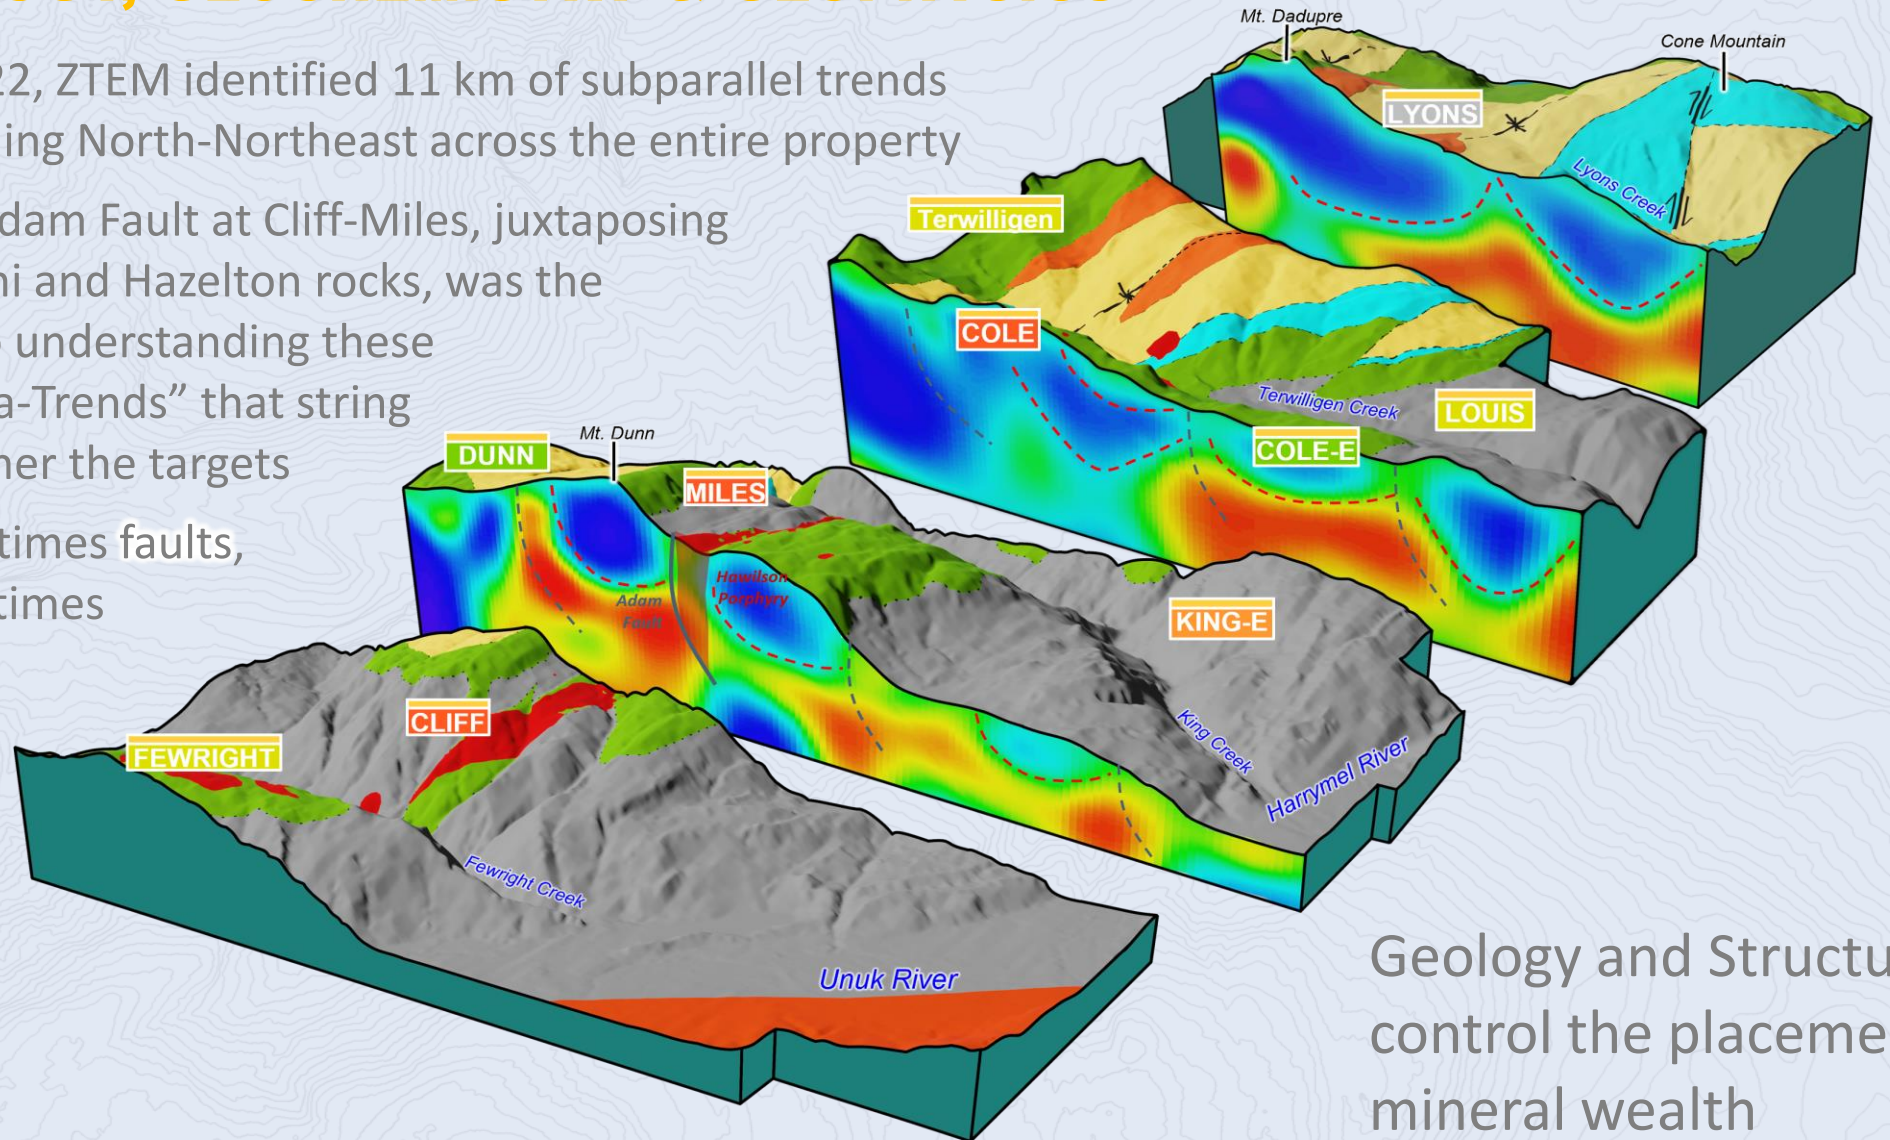 22, ZTEM identified 11 km of subparallel trends
ing North-Northeast across the entire property
dam Fault at Cliff-Miles, juxtaposing
ni and Hazelton rocks, was the
understanding these
a-Trends” that string
her the targets
times faults,
times
Mt. Dadupre
Cone Mountain
LYONS
Lyons Creek
Terwilligen
COLE
Terwilligen Creek
LOUIS
COLE-E
DUNN
Mt. Dunn
MILES
Adam
Fault
Hawilson
Porphyry
KING-E
King Creek
Harrymel River
CLIFF
FEWRIGHT
Fewright Creek
Unuk River
Geology and Structu
control the placeme
mineral wealth